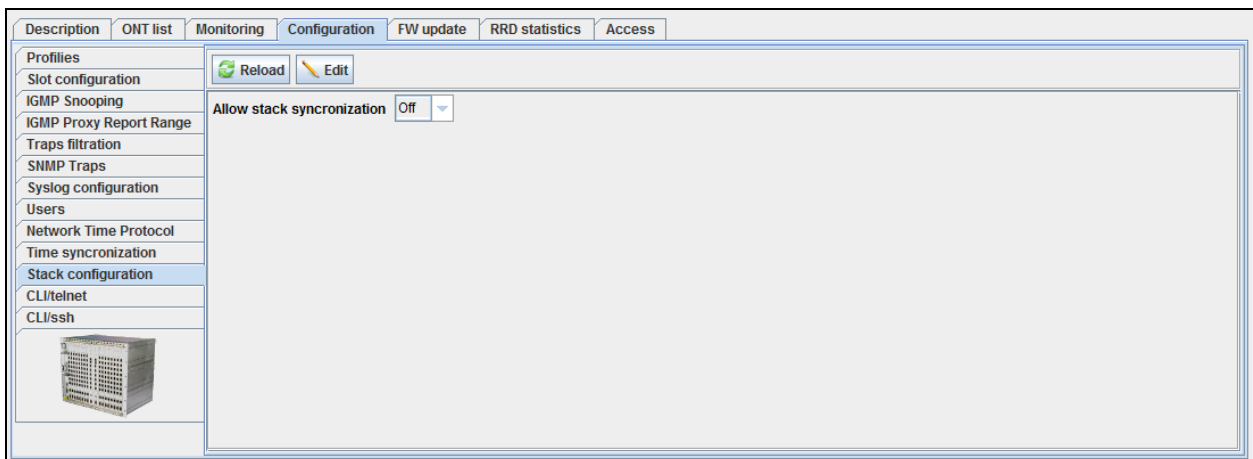 Description ONT list Monitoring Configuration FW update RRD statistics Access
Profilies
Slot configuration
IGMP Snooping
IGMP Proxy Report Range
Traps filtration
SNMP Traps
Syslog configuration
Users
Network Time Protocol
Time syncronization
Stack configuration
CLI/telnet
CLI/ssh
Reload Edit
Allow stack syncronization Off